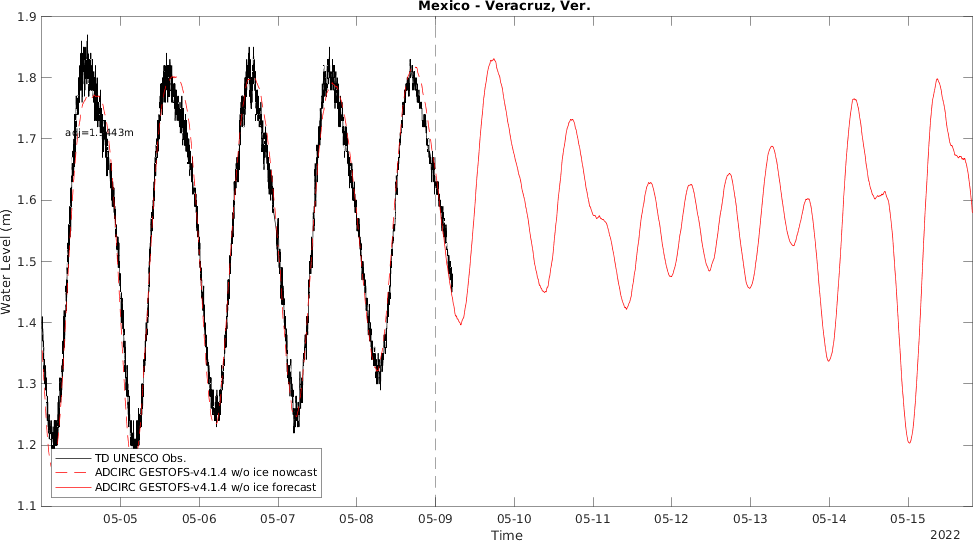 Mexico - Veracruz, Ver.
1.9
1.8
1.7
1.6
1.5
1.4
1.3
1.2
1.1
Water Level (m)
TD UNESCO Obs.
ADCIRC GESTOFS-v4.1.4 w/o ice nowcast
ADCIRC GESTOFS-v4.1.4 w/o ice forecast
05-05 05-06 05-07 05-08 05-09 05-10 05-11 05-12 05-13 05-14 05-15
Time
2022